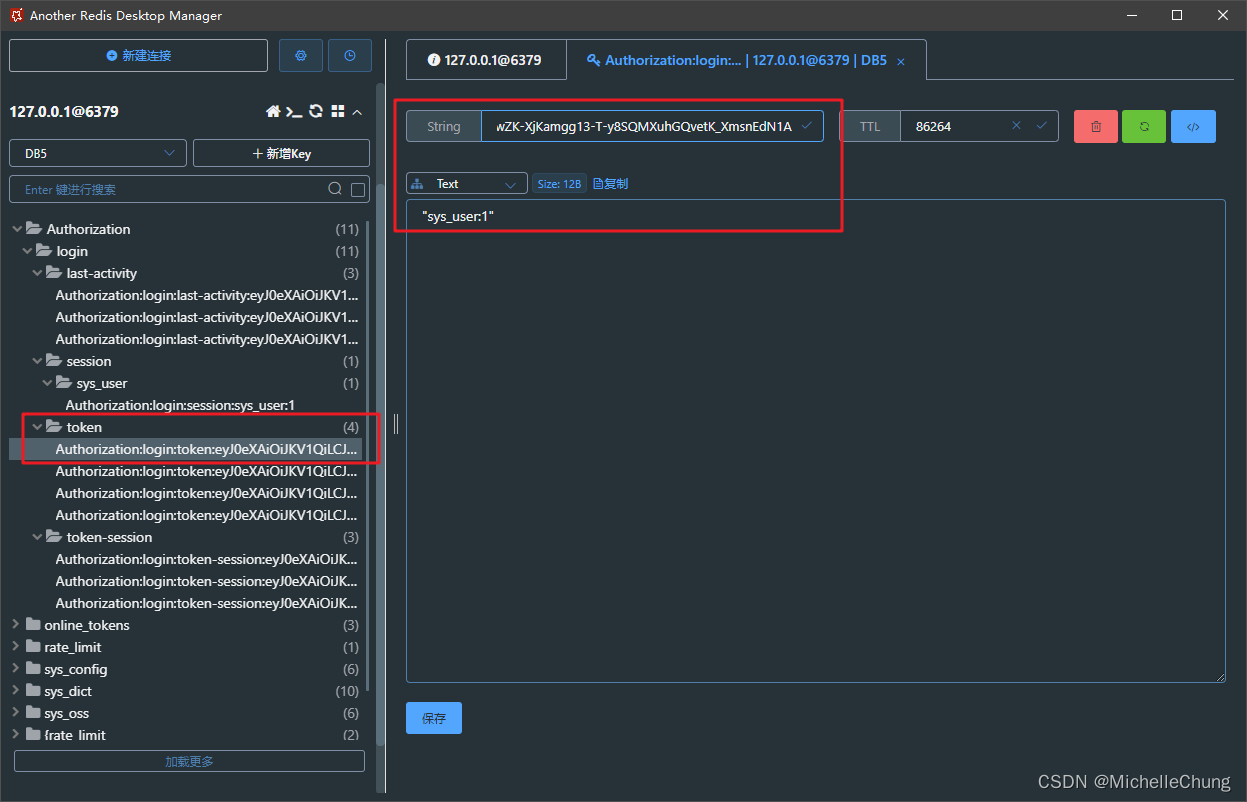 Another Redis Desktop Manager
新建连接
127.0.0.1@6379
DB5
新增Key
Enter 键进行搜索
Authorization (11)
login (11)
last-activity (3)
Authorization:login:last-activity:eyJ0eXAiOiJKV1...
Authorization:login:last-activity:eyJ0eXAiOiJKV1...
Authorization:login:last-activity:eyJ0eXAiOiJKV1...
session (1)
sys_user (1)
Authorization:login:session:sys_user:1
token (4)
Authorization:login:token:eyJ0eXAiOiJKV1QiLCJ...
Authorization:login:token:eyJ0eXAiOiJKV1QiLCJ...
Authorization:login:token:eyJ0eXAiOiJKV1QiLCJ...
Authorization:login:token:eyJ0eXAiOiJKV1QiLCJ...
token-session (3)
Authorization:login:token-session:eyJ0eXAiOiJK...
Authorization:login:token-session:eyJ0eXAiOiJK...
Authorization:login:token-session:eyJ0eXAiOiJK...
online_tokens (3)
rate_limit (1)
sys_config (6)
sys_dict (10)
sys_oss (6)
{rate_limit (2)
加载更多
127.0.0.1@6379
Authorization:login:... | 127.0.0.1@6379 | DB5
String wZK-XjKamgg13-T-y8SQMXuhGQvetK_XmsnEdN1A
TTL 86264
Text Size: 12B 复制
"sys_user:1"
保存
CSDN @MichelleChung